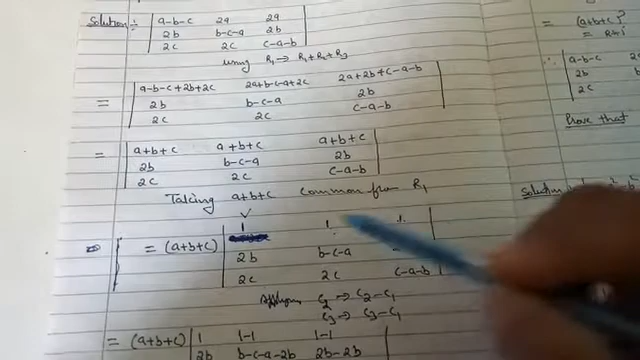 Solution:- | a-b-c 2a 2a |
| 2b b-c-a 2b |
| 2c 2c c-a-b |
using R₁ → R₁+R₂+R₃
= | a-b-c+2b+2c 2a+b-c-a+2c 2a+2b+c-a-b |
| 2b b-c-a 2b |
| 2c 2c c-a-b |
= | a+b+c a+b+c a+b+c |
| 2b b-c-a 2b |
| 2c 2c c-a-b |
Taking a+b+c common from R₁
= (a+b+c) | 1 1 1 |
| 2b b-c-a
| 2c 2c c-a-b |
C₂ → C₂-C₁
C₃ → C₃-C₁
= (a+b+c) | 1 1-1 1-1 |
| 2b b-c-a-2b 2b-2b
= (a+b+c)
∴ | a-b-c
2b
2c
Prove that
Solution